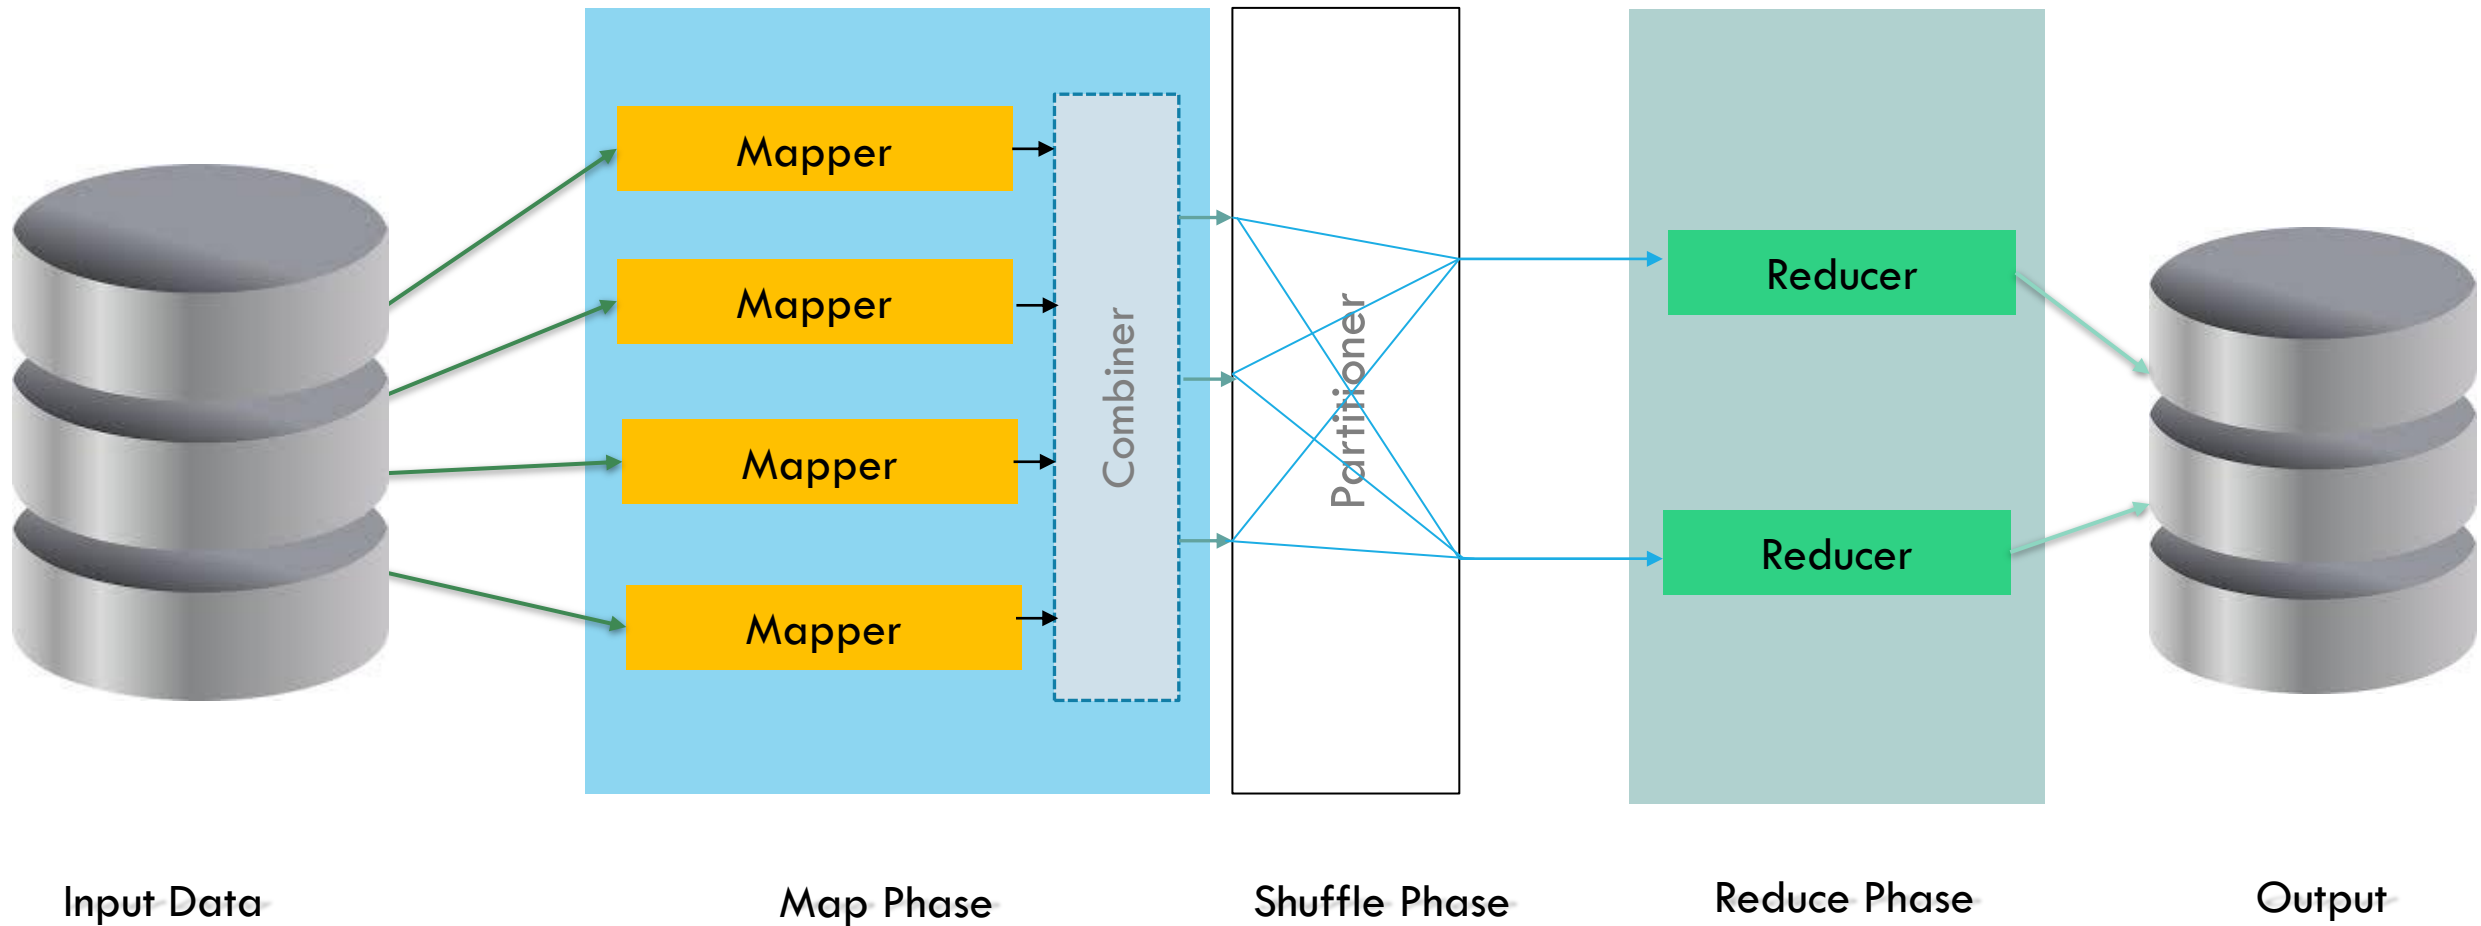 Mapper
Mapper
Mapper
Mapper
Combiner
Partitioner
Reducer
Reducer
Input Data
Map Phase
Shuffle Phase
Reduce Phase
Output